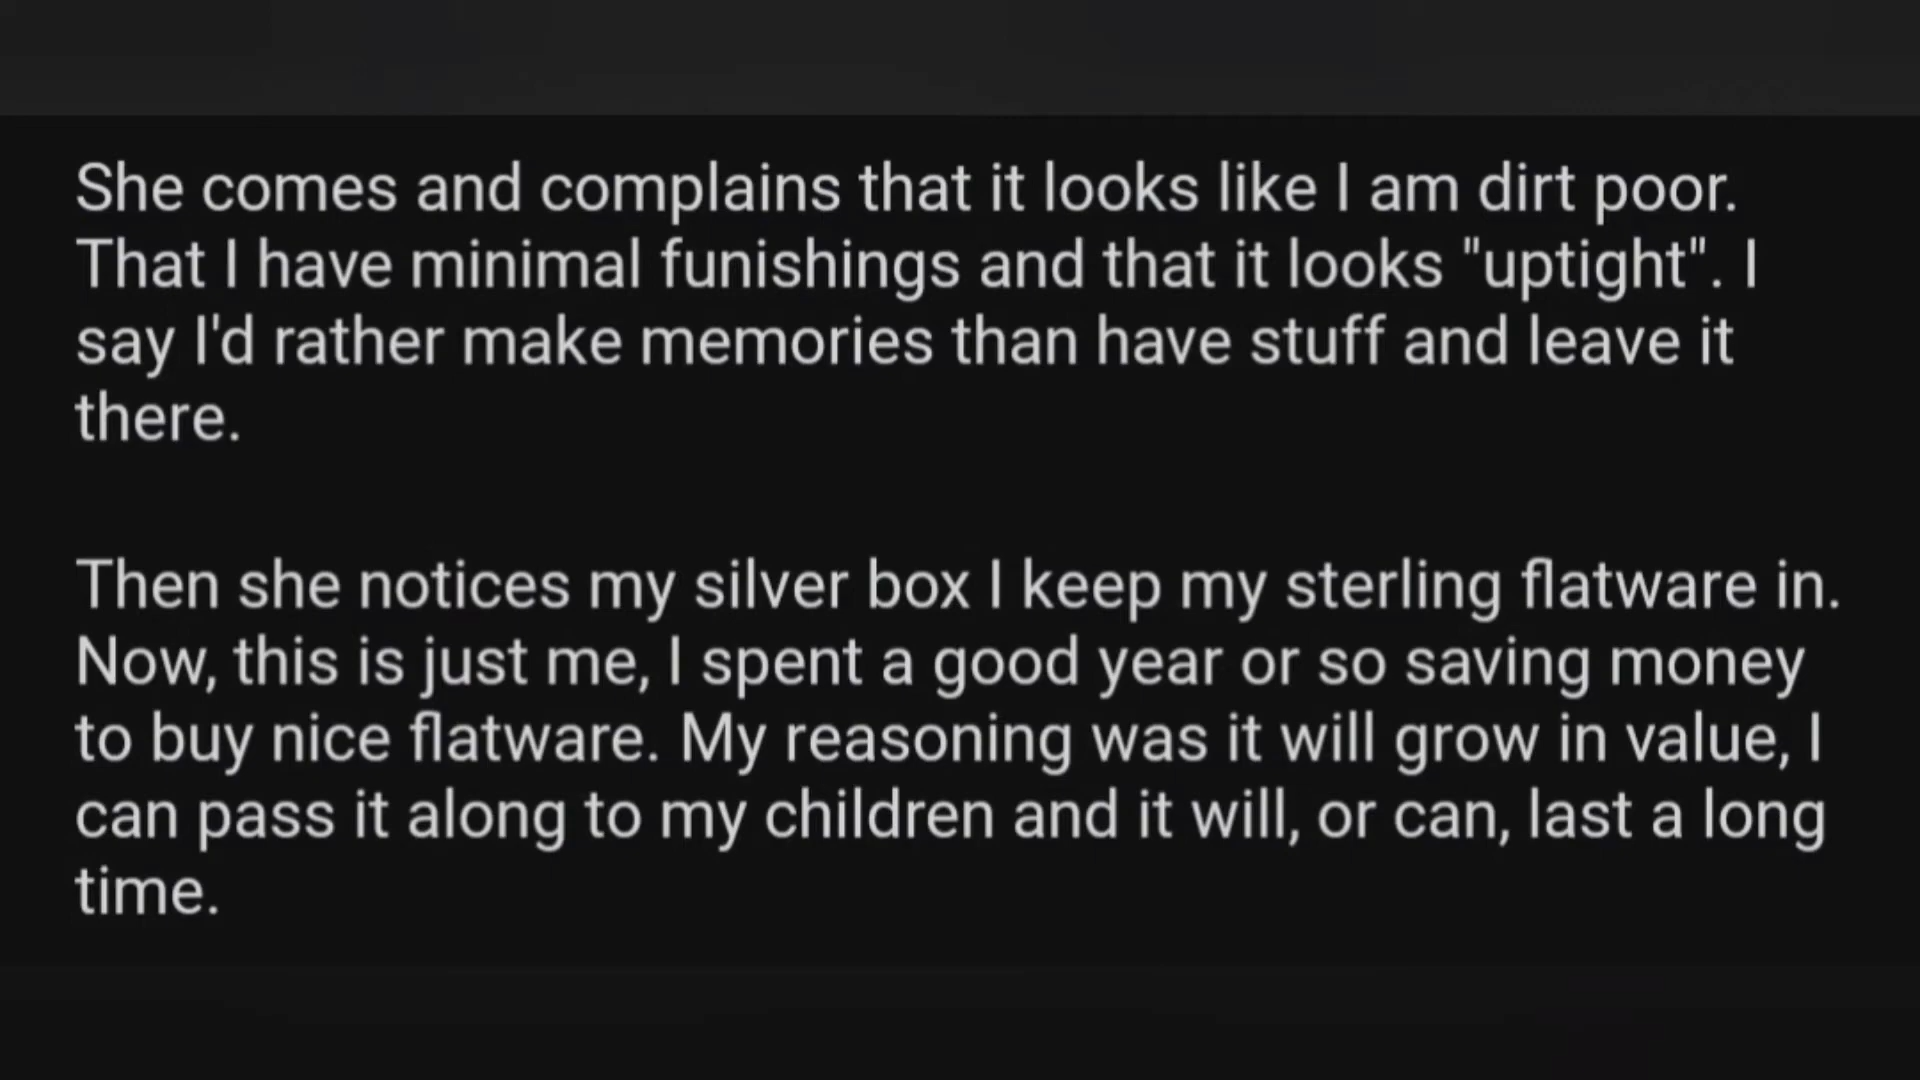 She comes and complains that it looks like I am dirt poor.
That I have minimal funishings and that it looks "uptight". I
say I'd rather make memories than have stuff and leave it
there.
Then she notices my silver box I keep my sterling flatware in.
Now, this is just me, I spent a good year or so saving money
to buy nice flatware. My reasoning was it will grow in value, I
can pass it along to my children and it will, or can, last a long
time.